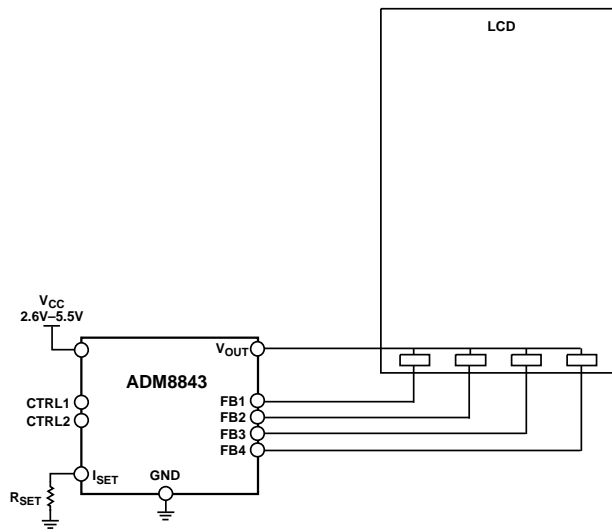 LCD
VCC
2.6V–5.5V
VOUT
ADM8843
CTRL1
CTRL2
FB1
FB2
FB3
FB4
ISET
GND
RSET